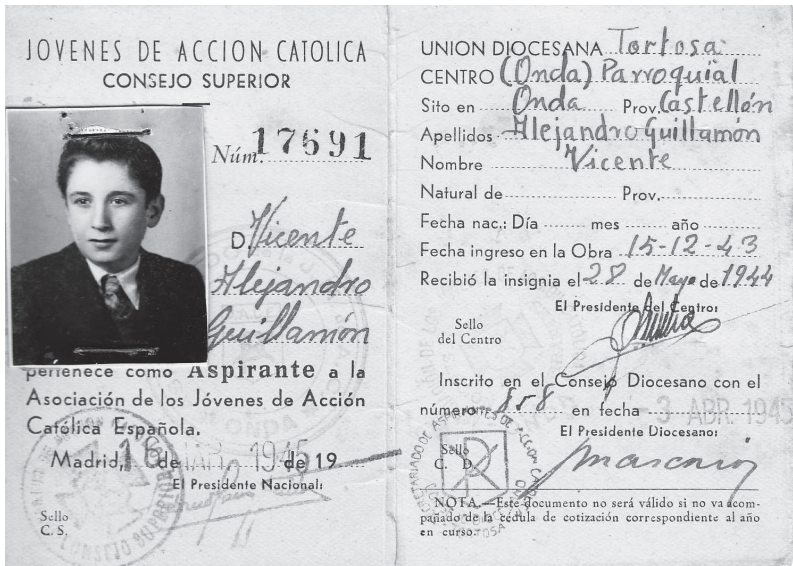 JOVENES DE ACCION CATOLICA
CONSEJO SUPERIOR
Núm. 17691
D. Vicente
Alejandro
Guillamón
pertenece como Aspirante a la
Asociación de los Jóvenes de Acción
Católica Española.
Madrid, de 1945 de 19
El Presidente Nacional:
Sello
C. S.
CONSEJO SUPERIOR
UNION DIOCESANA Tortosa
CENTRO (Onda) Parroquial
Sito en Onda Prov. Castellón
Apellidos Alejandro Guillamón
Nombre Vicente
Natural de Prov.
Fecha nac.: Día mes año
Fecha ingreso en la Obra 15-12-43
Recibió la insignia el 28 de Mayo de 1944
El Presidente del Centro:
Sello
del Centro
Inscrito en el Consejo Diocesano con el
número 858 en fecha 3 ABR. 1945
El Presidente Diocesano:
Sello
C. D.
NOTA.—Este documento no será válido si no va acom-
pañado de la cédula de cotización correspondiente al año
en curso.